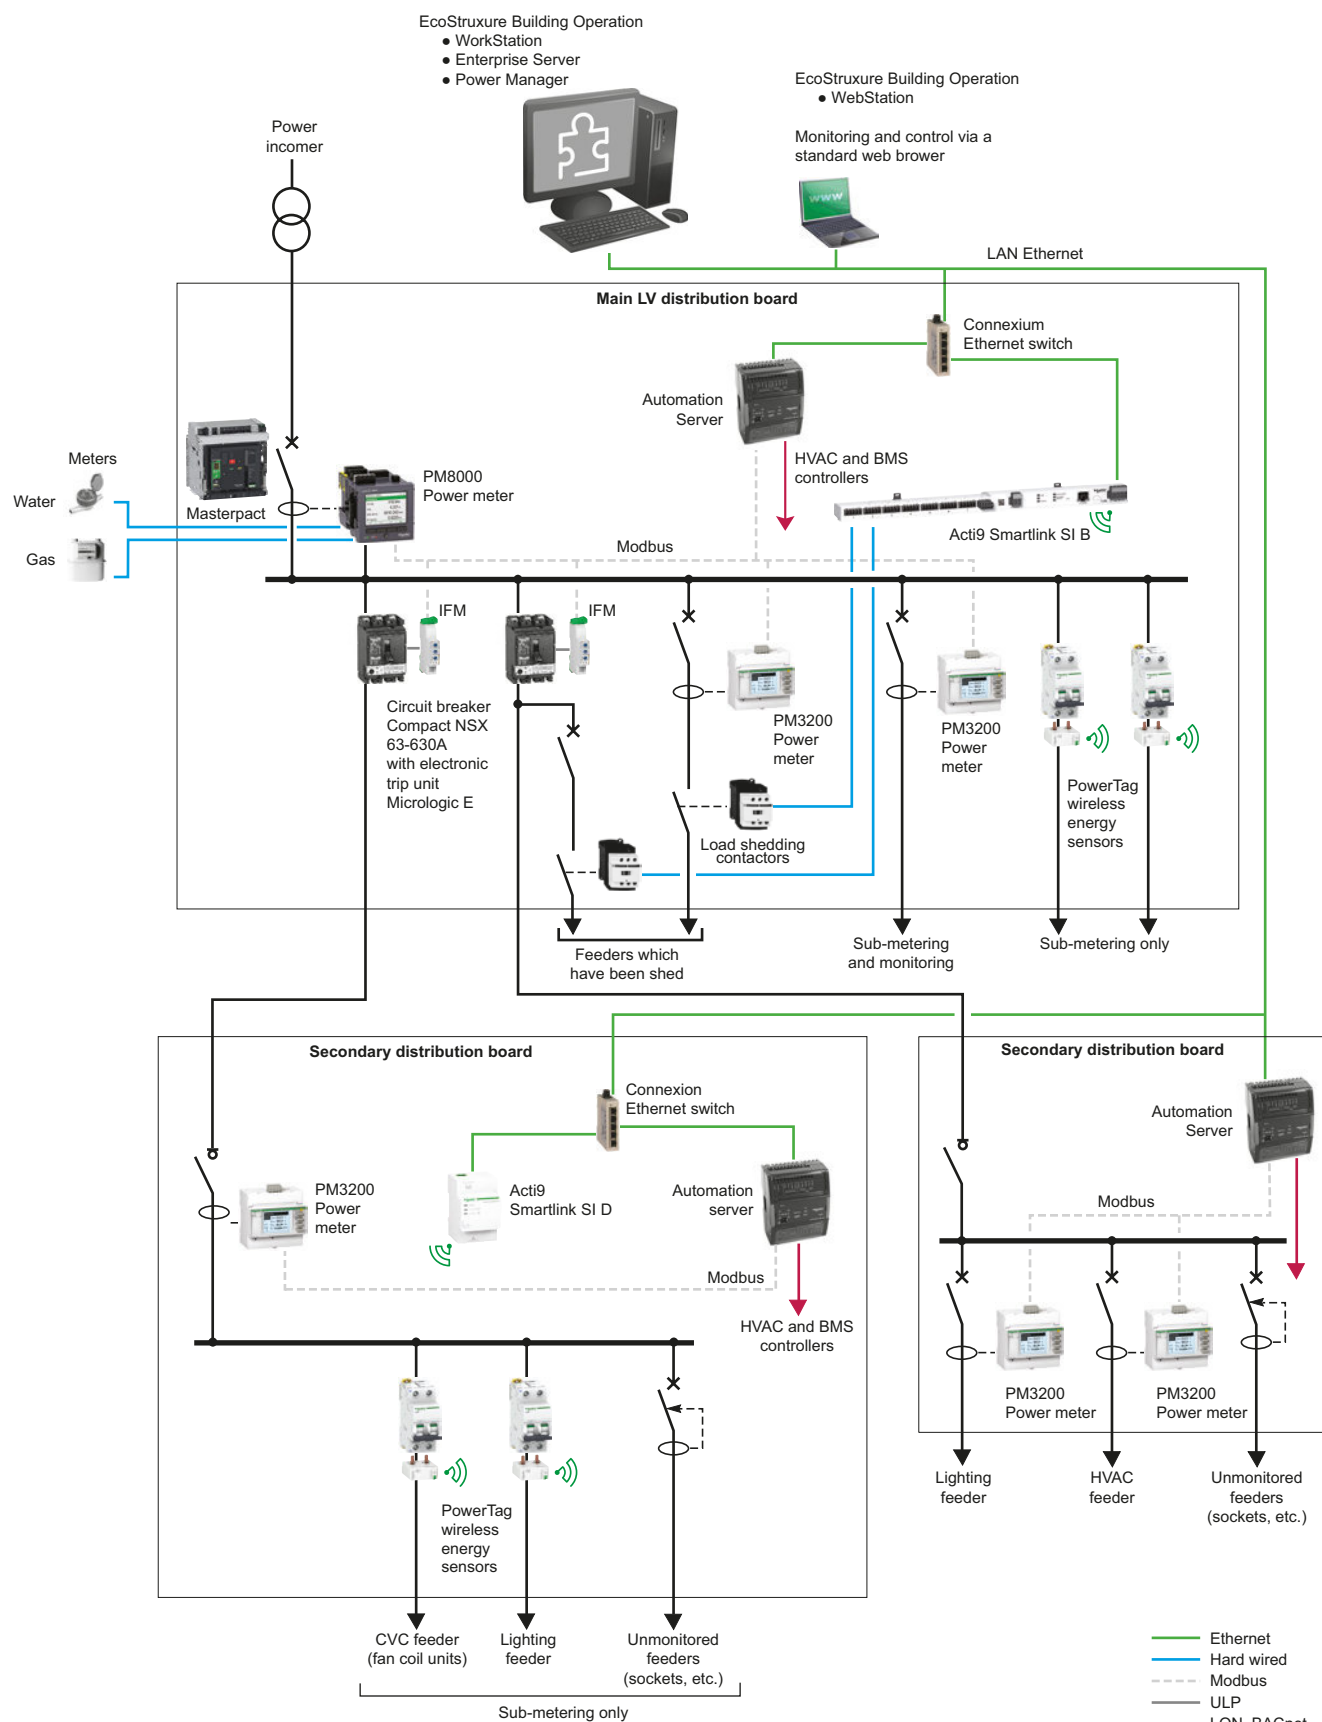 EcoStruxure Building Operation
● WorkStation
● Enterprise Server
● Power Manager
EcoStruxure Building Operation
● WebStation
Monitoring and control via a
standard web brower
Power
incomer
www
LAN Ethernet
Main LV distribution board
Connexium
Ethernet switch
Automation
Server
HVAC and BMS
controllers
Meters
Water
Gas
Masterpact
PM8000
Power meter
Acti9 Smartlink SI B
Modbus
IFM
IFM
Circuit breaker
Compact NSX
63-630A
with electronic
trip unit
Micrologic E
PM3200
Power
meter
PM3200
Power
meter
PowerTag
wireless
energy
sensors
Load shedding
contactors
Feeders which
have been shed
Sub-metering
and monitoring
Sub-metering only
Secondary distribution board
Connexion
Ethernet switch
PM3200
Power
meter
Acti9
Smartlink SI D
Automation
server
Modbus
HVAC and BMS
controllers
PowerTag
wireless
energy
sensors
CVC feeder
(fan coil units)
Lighting
feeder
Unmonitored
feeders
(sockets, etc.)
Sub-metering only
Secondary distribution board
Automation
Server
Modbus
PM3200
Power meter
PM3200
Power meter
Lighting
feeder
HVAC
feeder
Unmonitored
feeders
(sockets, etc.)
Ethernet
Hard wired
Modbus
ULP
LON, BACnet